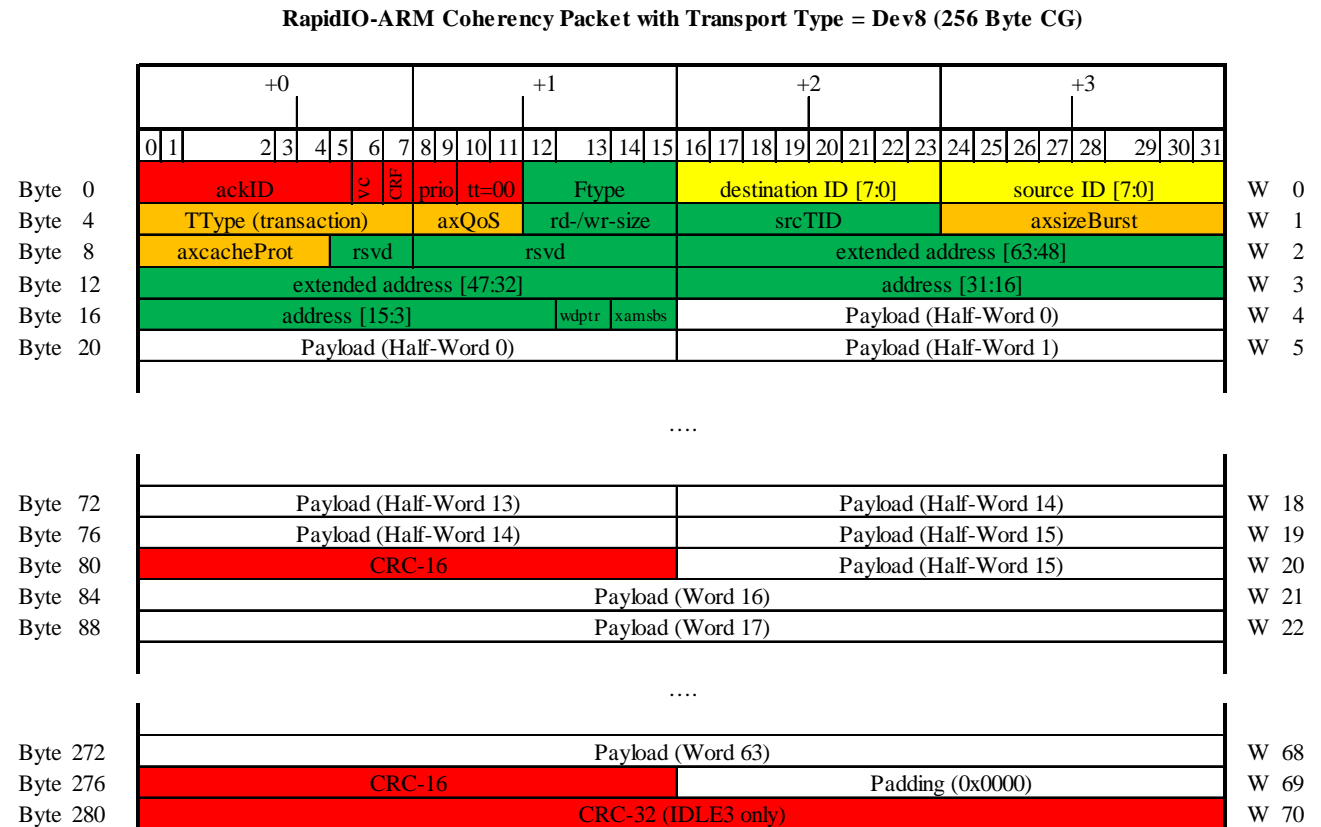 RapidIO-ARM Coherency Packet with Transport Type = Dev8 (256 Byte CG)
+0 +1 +2 +3
0 1 2 3 4 5 6 7 8 9 10 11 12 13 14 15 16 17 18 19 20 21 22 23 24 25 26 27 28 29 30 31
Byte 0 ackID VC CRF prio tt=00 Ftype destination ID [7:0] source ID [7:0] W 0
Byte 4 TType (transaction) axQoS rd-/wr-size srcTID axsizeBurst W 1
Byte 8 axcacheProt rsvd rsvd extended address [63:48] W 2
Byte 12 extended address [47:32] address [31:16] W 3
Byte 16 address [15:3] wdptr xamsbs Payload (Half-Word 0) W 4
Byte 20 Payload (Half-Word 0) Payload (Half-Word 1) W 5
….
Byte 72 Payload (Half-Word 13) Payload (Half-Word 14) W 18
Byte 76 Payload (Half-Word 14) Payload (Half-Word 15) W 19
Byte 80 CRC-16 Payload (Half-Word 15) W 20
Byte 84 Payload (Word 16) W 21
Byte 88 Payload (Word 17) W 22
….
Byte 272 Payload (Word 63) W 68
Byte 276 CRC-16 Padding (0x0000) W 69
Byte 280 CRC-32 (IDLE3 only) W 70